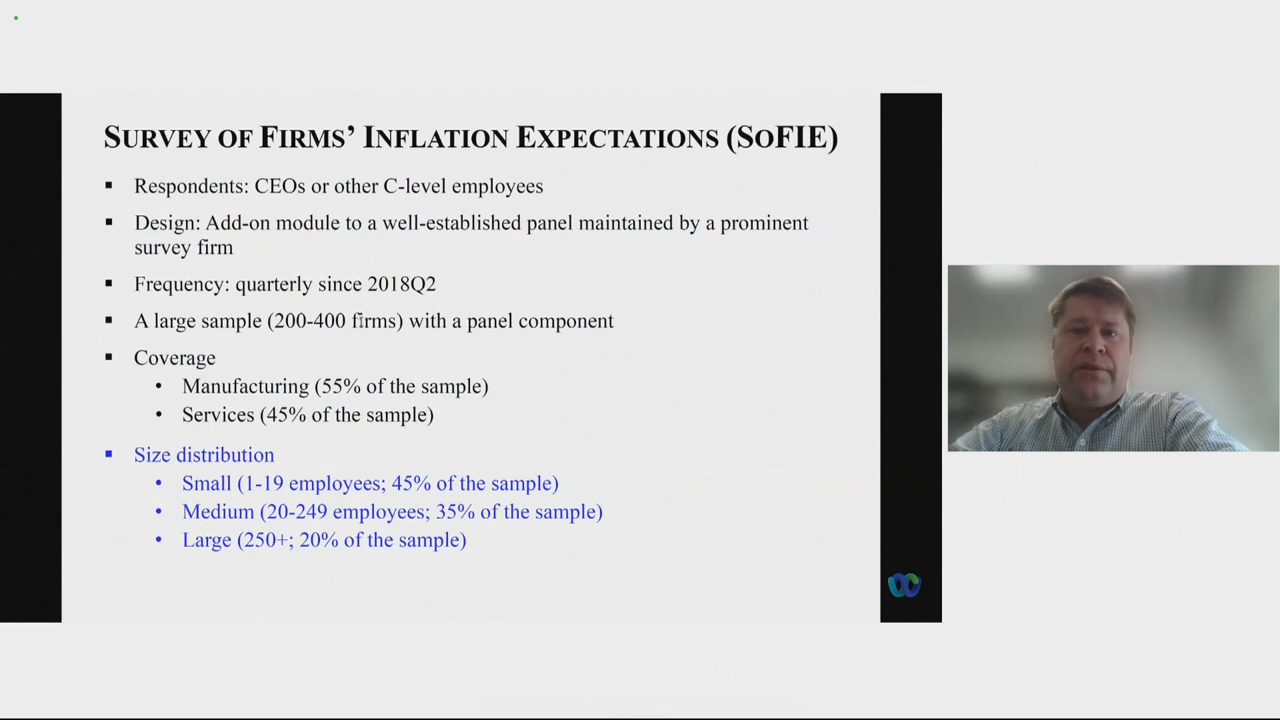 SURVEY OF FIRMS' INFLATION EXPECTATIONS (SOFIE)
▪ Respondents: CEOs or other C-level employees
▪ Design: Add-on module to a well-established panel maintained by a prominent
survey firm
▪ Frequency: quarterly since 2018Q2
▪ A large sample (200-400 firms) with a panel component
▪ Coverage
• Manufacturing (55% of the sample)
• Services (45% of the sample)
▪ Size distribution
• Small (1-19 employees; 45% of the sample)
• Medium (20-249 employees; 35% of the sample)
• Large (250+; 20% of the sample)